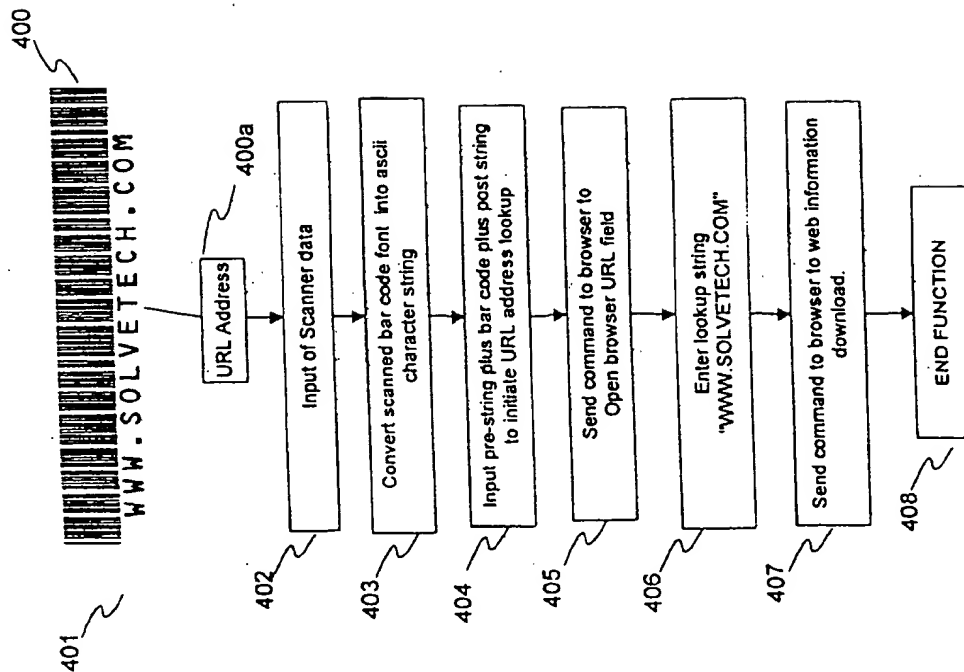 400
WWW.SOLVETECH.COM
401
400a
URL Address
402
Input of Scanner data
403
Convert scanned bar code font into ascii
character string
404
Input pre-string plus bar code plus post string
to initiate URL address lookup
405
Send command to browser to
Open browser URL field
406
Enter lookup string
"WWW.SOLVETECH.COM"
407
Send command to browser to web information
download.
408
END FUNCTION